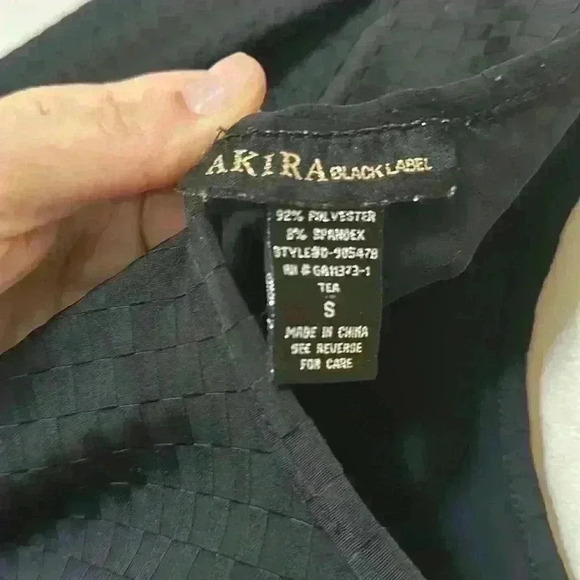 AKIRA BLACK LABEL
92% POLYESTER
8% SPANDEX
STYLE#D-90547B
RN # GA11373-1
TEA
S
MADE IN CHINA
SEE REVERSE
FOR CARE